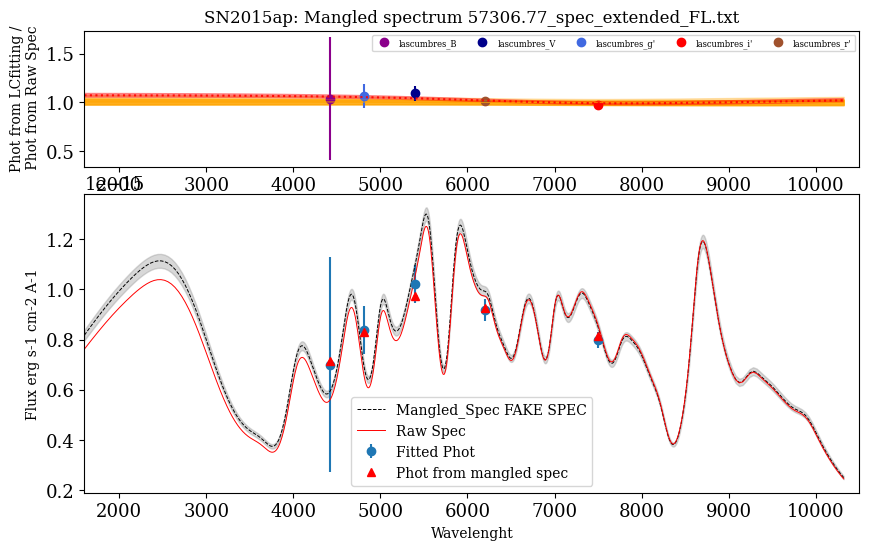 SN2015ap: Mangled spectrum 57306.77_spec_extended_FL.txt
Phot from LCfitting /
Phot from Raw Spec
1.5
1.0
0.5
lascumbres_B lascumbres_V lascumbres_g' lascumbres_i' lascumbres_r'
2000 3000 4000 5000 6000 7000 8000 9000 10000
1e−15
Flux erg s-1 cm-2 A-1
1.2
1.0
0.8
0.6
0.4
0.2
Mangled_Spec FAKE SPEC
Raw Spec
Fitted Phot
Phot from mangled spec
2000 3000 4000 5000 6000 7000 8000 9000 10000
Wavelenght